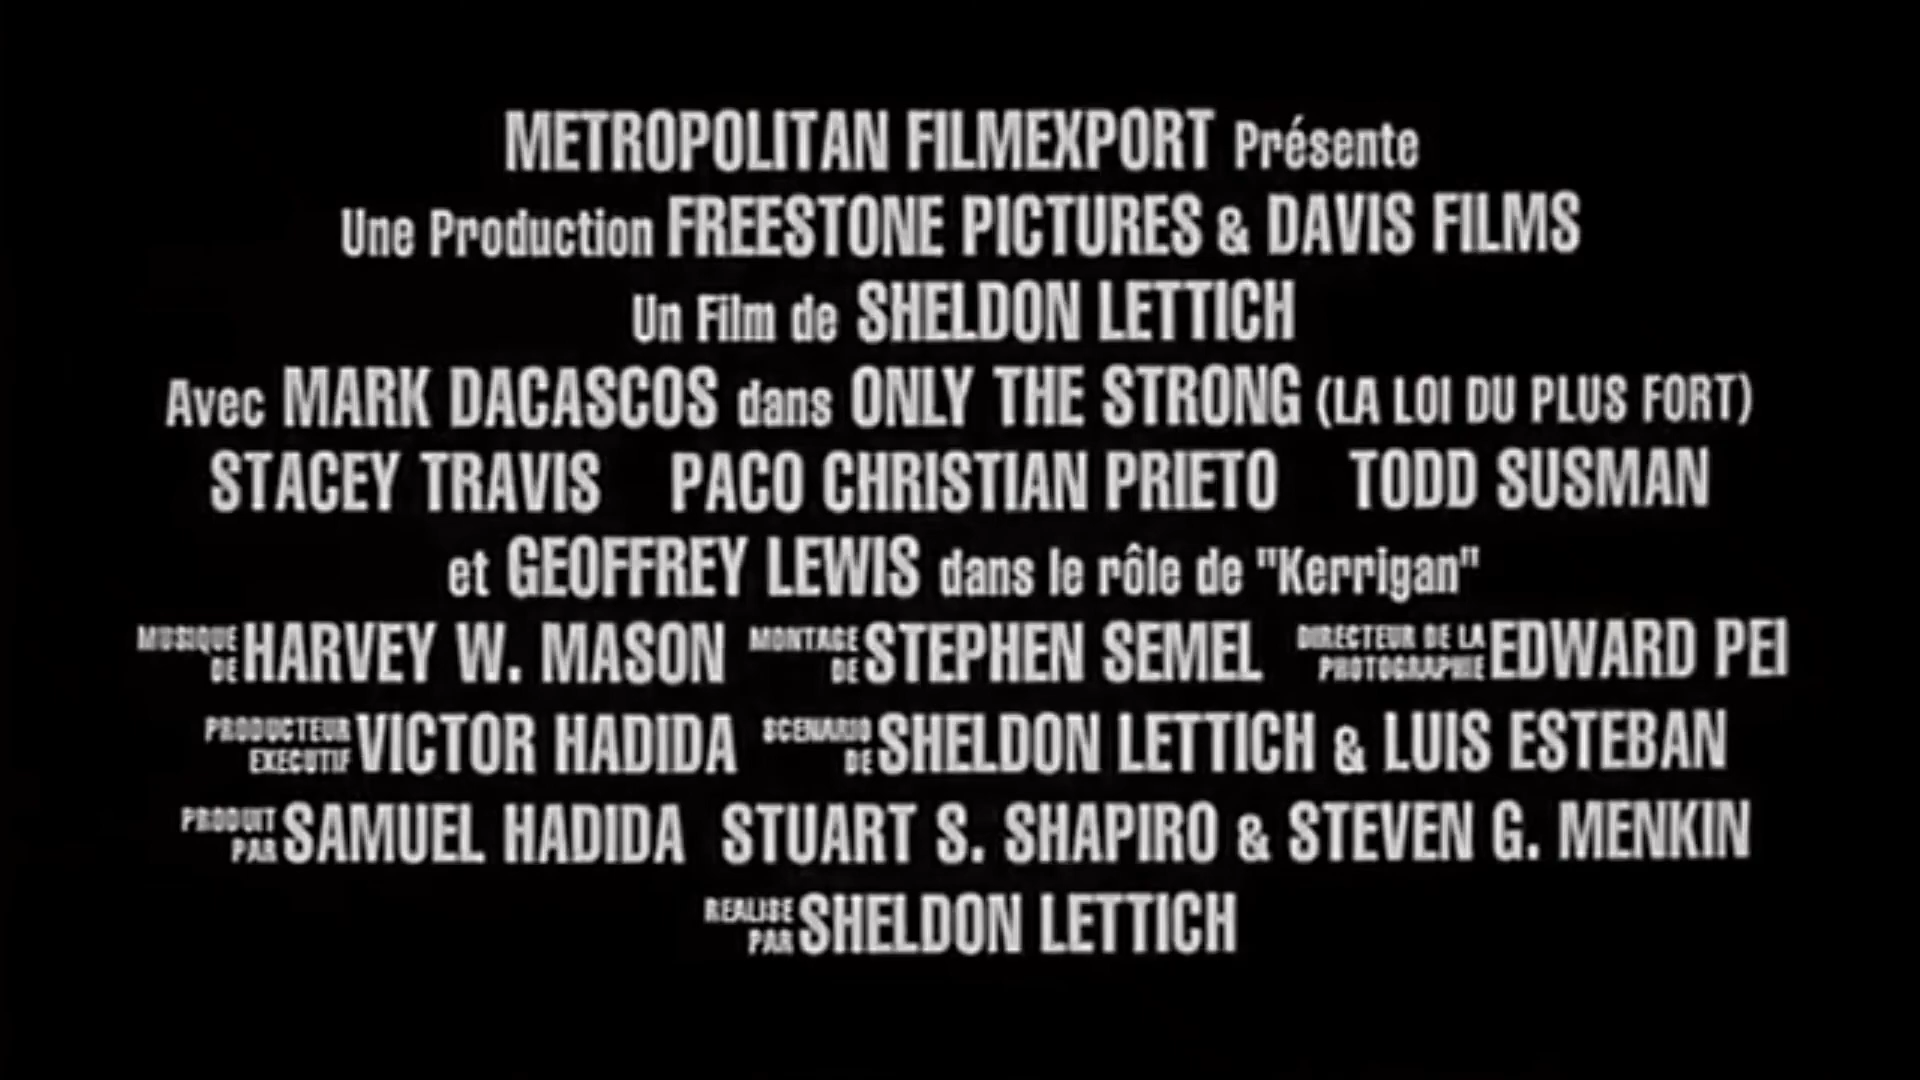 METROPOLITAN FILMEXPORT Présente
Une Production FREESTONE PICTURES & DAVIS FILMS
Un Film de SHELDON LETTICH
Avec MARK DACASCOS dans ONLY THE STRONG (LA LOI DU PLUS FORT)
STACEY TRAVIS PACO CHRISTIAN PRIETO TODD SUSMAN
et GEOFFREY LEWIS dans le rôle de "Kerrigan"
MUSIQUE DE HARVEY W. MASON MONTAGE DE STEPHEN SEMEL DIRECTEUR DE LA PHOTOGRAPHIE EDWARD PEI
PRODUCTEUR EXECUTIF VICTOR HADIDA SCENARIO DE SHELDON LETTICH & LUIS ESTEBAN
PRODUIT PAR SAMUEL HADIDA STUART S. SHAPIRO & STEVEN G. MENKIN
REALISE PAR SHELDON LETTICH